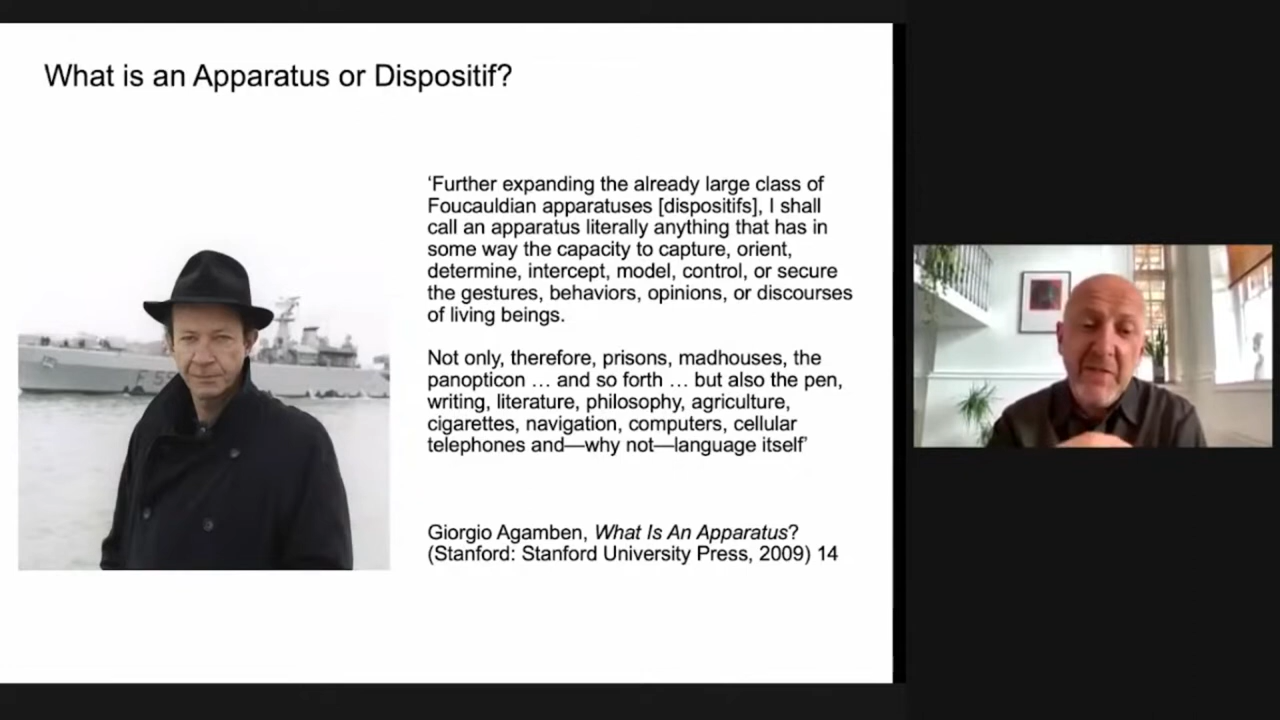 What is an Apparatus or Dispositif?
‘Further expanding the already large class of
Foucauldian apparatuses [dispositifs], I shall
call an apparatus literally anything that has in
some way the capacity to capture, orient,
determine, intercept, model, control, or secure
the gestures, behaviors, opinions, or discourses
of living beings.
Not only, therefore, prisons, madhouses, the
panopticon … and so forth … but also the pen,
writing, literature, philosophy, agriculture,
cigarettes, navigation, computers, cellular
telephones and—why not—language itself’
Giorgio Agamben, What Is An Apparatus?
(Stanford: Stanford University Press, 2009) 14